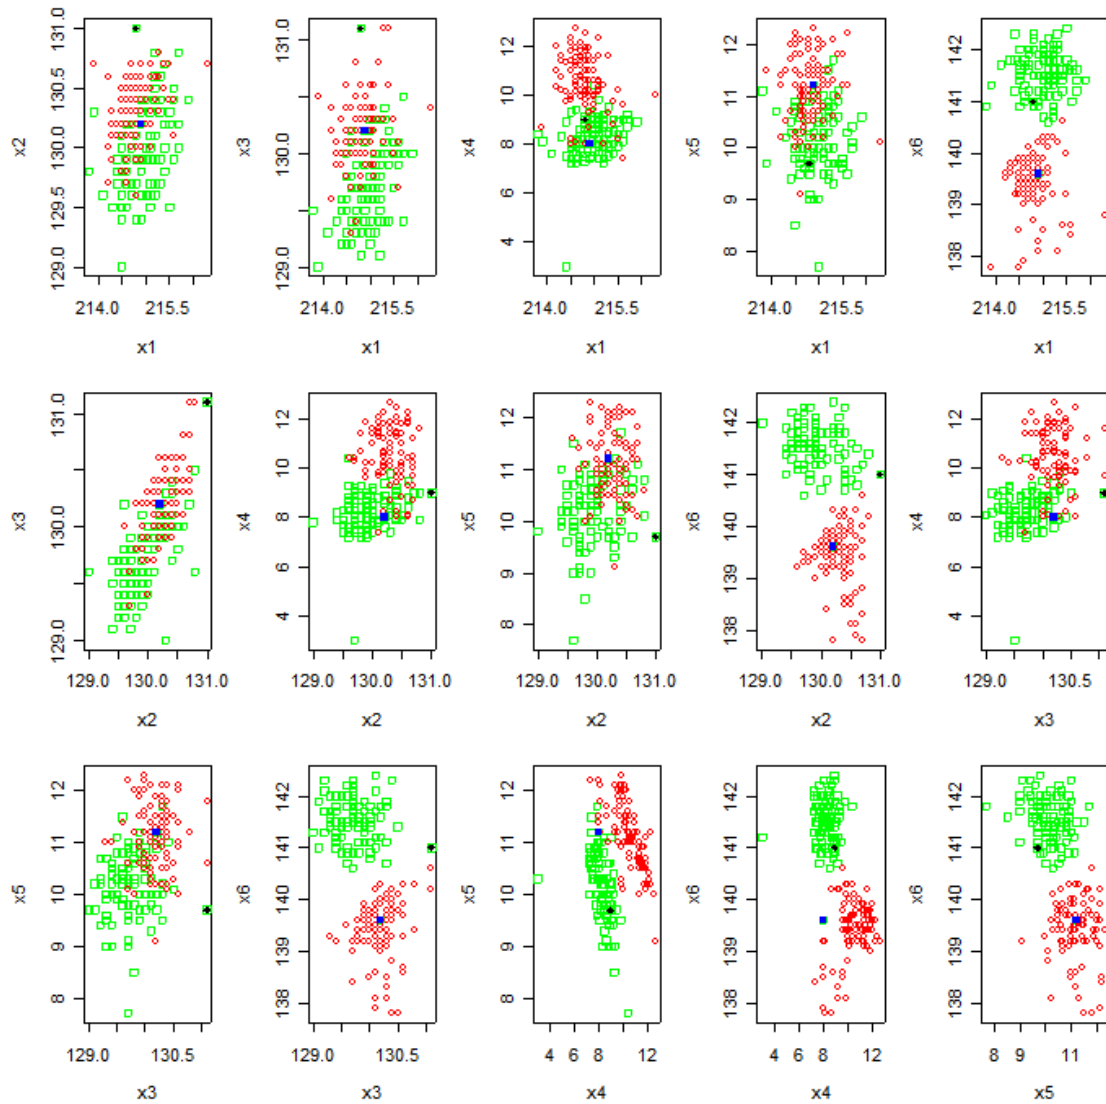 x2 129.0 129.5 130.0 130.5 131.0 214.0 215.5 x1
x3 129.0 130.0 131.0 214.0 215.5 x1
x4 4 6 8 10 12 214.0 215.5 x1
x5 8 9 10 11 12 214.0 215.5 x1
x6 138 139 140 141 142 214.0 215.5 x1
x3 129.0 130.0 131.0 129.0 130.0 131.0 x2
x4 4 6 8 10 12 129.0 130.0 131.0 x2
x5 8 9 10 11 12 129.0 130.0 131.0 x2
x6 138 139 140 141 142 129.0 130.0 131.0 x2
x4 4 6 8 10 12 129.0 130.5 x3
x5 8 9 10 11 12 129.0 130.5 x3
x6 138 139 140 141 142 129.0 130.5 x3
x5 8 9 10 11 12 4 6 8 12 x4
x6 138 139 140 141 142 4 6 8 12 x4
x6 138 139 140 141 142 8 9 11 x5